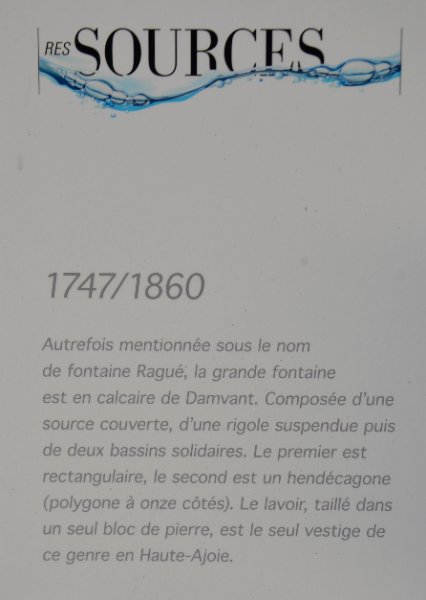 RES SOURCES
1747/1860
Autrefois mentionnée sous le nom
de fontaine Ragué, la grande fontaine
est en calcaire de Damvant. Composée d'une
source couverte, d'une rigole suspendue puis
de deux bassins solidaires. Le premier est
rectangulaire, le second est un hendécagone
(polygone à onze côtés). Le lavoir, taillé dans
un seul bloc de pierre, est le seul vestige de
ce genre en Haute-Ajoie.